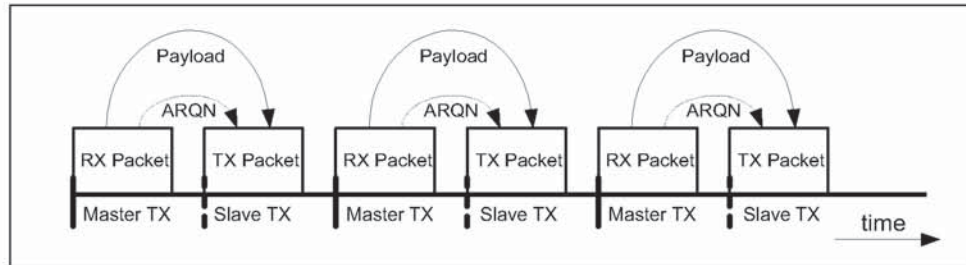 Payload Payload Payload
ARQN ARQN ARQN
RX Packet TX Packet RX Packet TX Packet RX Packet TX Packet
Master TX Slave TX Master TX Slave TX Master TX Slave TX
time